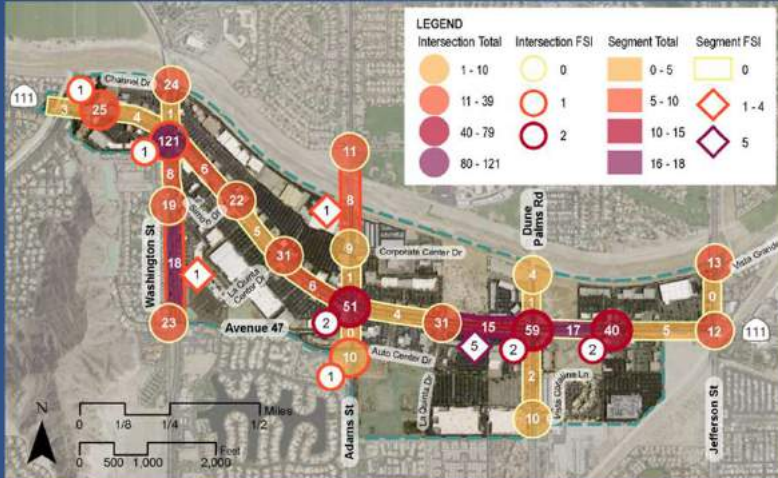 LEGEND
Intersection Total
Intersection FSI
Segment Total
Segment FSI
1 - 10
0
0 - 5
0
11 - 39
1
5 - 10
1 - 4
40 - 79
2
10 - 15
5
80 - 121
16 - 18
111
3
1
25
Channel Dr
4
24
1
121
1
8
6
19
22
18
1
23
Washington St
5
La Quinta Center Dr
31
6
11
8
1
9
Corporate Center Dr
1
51
2
0
10
1
Avenue 47
Auto Center Dr
Adams St
4
31
La Quinta Dr
15
5
Dune
Palms Rd
4
59
2
2
10
17
40
2
5
13
Vista Grande
0
12
111
Jefferson St
N
0 1/8 1/4 1/2
Miles
0 500 1,000 2,000
Feet